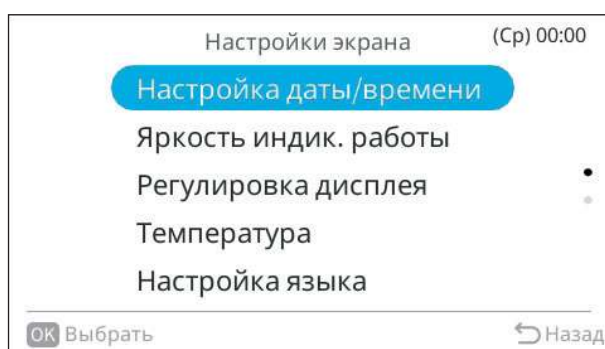 Настройки экрана
(Ср) 00:00
Настройка даты/времени
Яркость индик. работы
Регулировка дисплея
Температура
Настройка языка
OK Выбрать
Назад